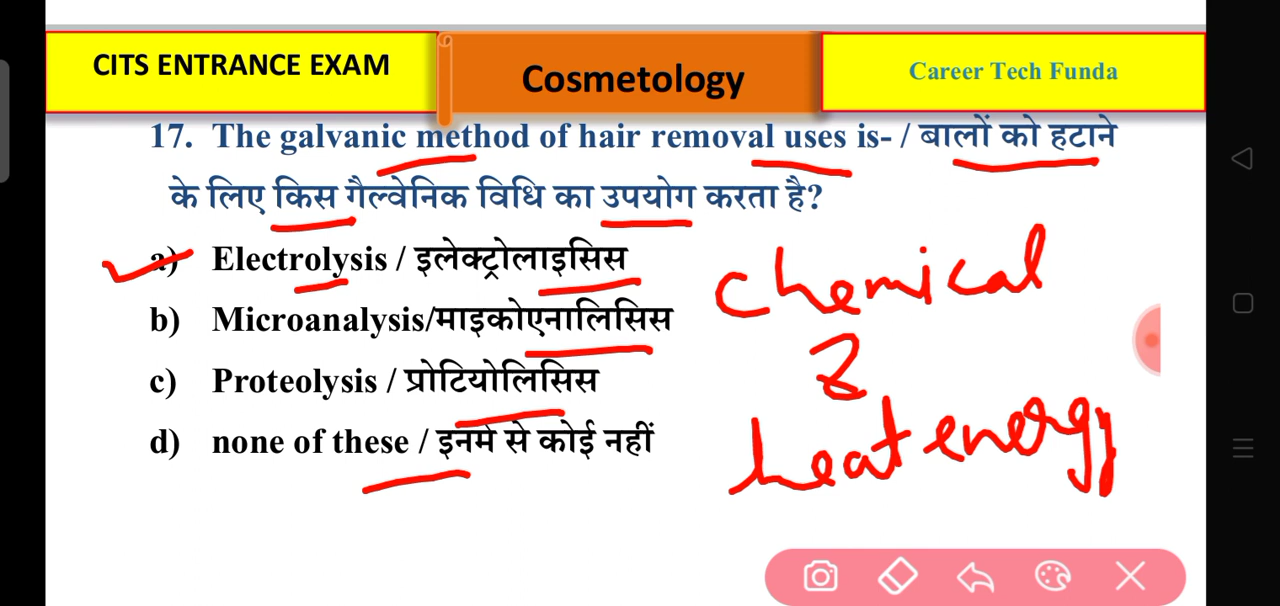 CITS ENTRANCE EXAM
Cosmetology
Career Tech Funda
17. The galvanic method of hair removal uses is- / बालों को हटाने
के लिए किस गैल्वेनिक विधि का उपयोग करता है?
a) Electrolysis / इलेक्ट्रोलाइसिस
b) Microanalysis/माइकोएनालिसिस
c) Proteolysis / प्रोटियोलिसिस
d) none of these / इनमे से कोई नहीं
chemical
&
heat energy